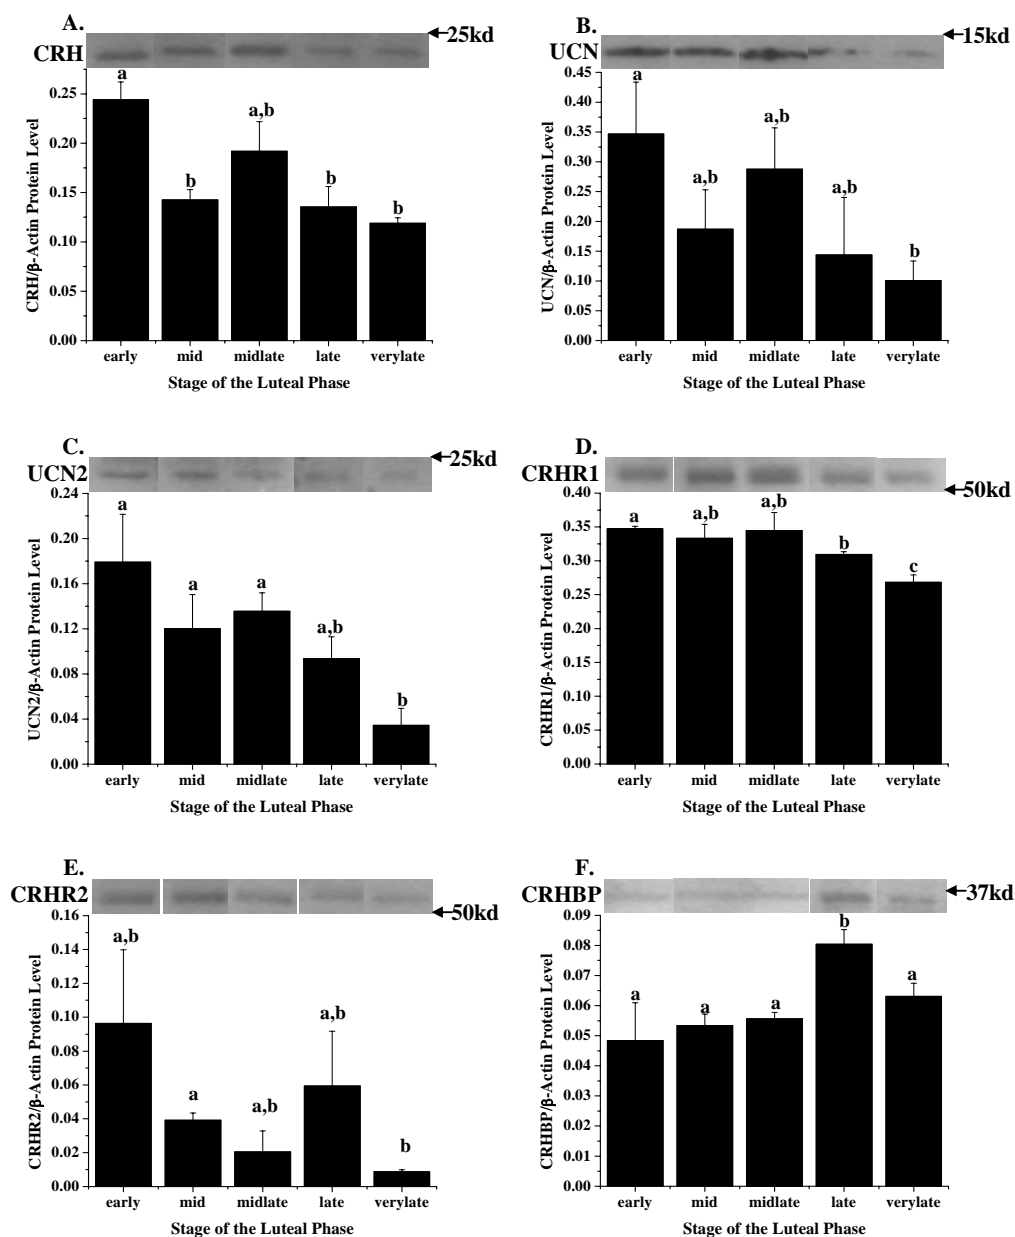 A.
CRH
25kd
CRH/β-Actin Protein Level
0.25
0.20
0.15
0.10
0.05
0.00
a
b
a,b
b
b
early mid midlate late verylate
Stage of the Luteal Phase
B.
UCN
15kd
UCN/β-Actin Protein Level
0.45
0.40
0.35
0.30
0.25
0.20
0.15
0.10
0.05
0.00
a
a,b
a,b
a,b
b
early mid midlate late verylate
Stage of the Luteal Phase
C.
UCN2
25kd
UCN2/β-Actin Protein Level
0.24
0.20
0.16
0.12
0.08
0.04
0.00
a
a
a
a,b
b
early mid midlate late verylate
Stage of the Luteal Phase
D.
CRHR1
50kd
CRHR1/β-Actin Protein Level
0.40
0.35
0.30
0.25
0.20
0.15
0.10
0.05
0.00
a
a,b
a,b
b
c
early mid midlate late verylate
Stage of the Luteal Phase
E.
CRHR2
50kd
CRHR2/β-Actin Protein Level
0.16
0.14
0.12
0.10
0.08
0.06
0.04
0.02
0.00
a,b
a
a,b
a,b
b
early mid midlate late verylate
Stage of the Luteal Phase
F.
CRHBP
37kd
CRHBP/β-Actin Protein Level
0.09
0.08
0.07
0.06
0.05
0.04
0.03
0.02
0.01
0.00
a
a
a
b
a
early mid midlate late verylate
Stage of the Luteal Phase